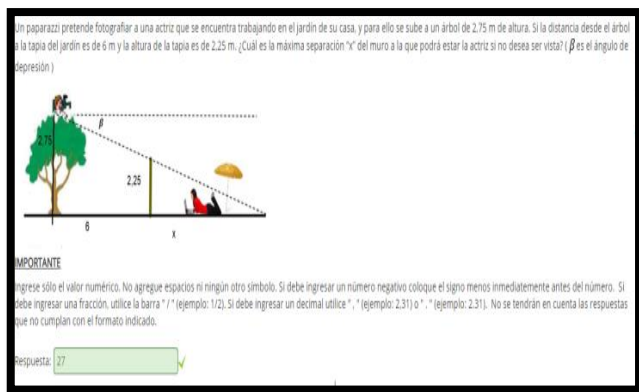 Un paparazzi pretende fotografiar a una actriz que se encuentra trabajando en el jardín de su casa, y para ello se sube a un árbol de 2,75 m de altura. Si la distancia desde el árbol
a la tapia del jardín es de 6 m y la altura de la tapia es de 2,25 m. ¿Cuál es la máxima separación "x" del muro a la que podrá estar la actriz si no desea ser vista? ( β es el ángulo de
depresión )
β
2,75
2,25
6
x
IMPORTANTE
Ingrese sólo el valor numérico. No agregue espacios ni ningún otro símbolo. Si debe ingresar un número negativo coloque el signo menos inmediatemente antes del número. Si
debe ingresar una fracción, utilice la barra " / " (ejemplo: 1/2). Si debe ingresar un decimal utilice " , " (ejemplo: 2,31) o " . " (ejemplo: 2.31). No se tendrán en cuenta las respuestas
que no cumplan con el formato indicado.
Respuesta: 27